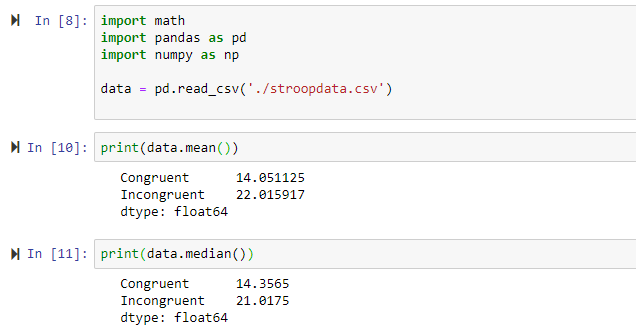 In [8]: import math
import pandas as pd
import numpy as np
data = pd.read_csv('./stroopdata.csv')
In [10]: print(data.mean())
Congruent 14.051125
Incongruent 22.015917
dtype: float64
In [11]: print(data.median())
Congruent 14.3565
Incongruent 21.0175
dtype: float64